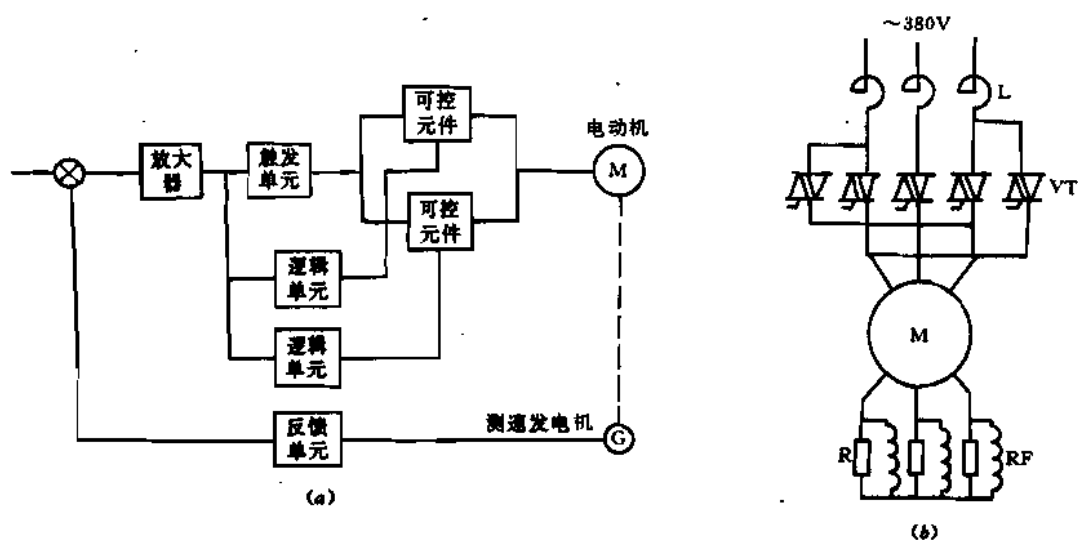 放大
器
触发
单元
可控
元件
可控
元件
电动机
M
逻辑
单元
逻辑
单元
反馈
单元
测速发电机
G
(a)
～380V
L
VT
M
R
RF
(b)